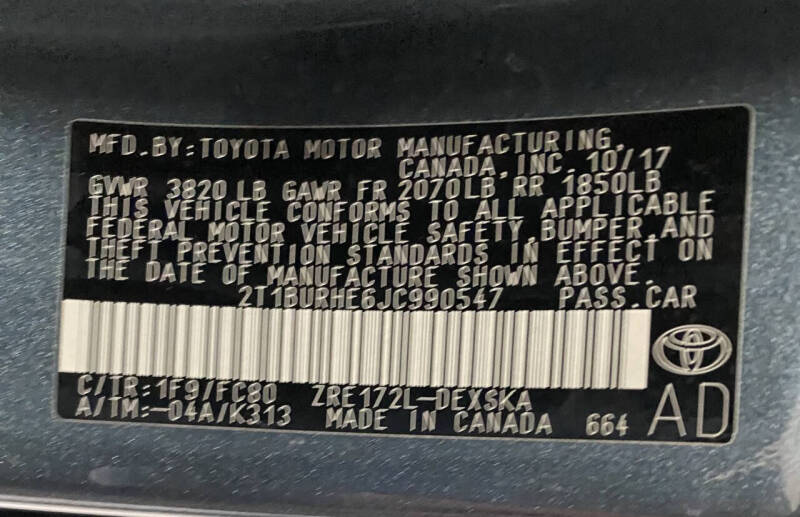 MFD. BY: TOYOTA MOTOR MANUFACTURING,
CANADA, INC. 10/17
GVWR 3820 LB GAWR FR 2070LB RR 1850LB
THIS VEHICLE CONFORMS TO ALL APPLICABLE
FEDERAL MOTOR VEHICLE SAFETY, BUMPER, AND
THEFT PREVENTION STANDARDS IN EFFECT ON
THE DATE OF MANUFACTURE SHOWN ABOVE.
2T1BURHE6JC990547 PASS. CAR
C/TR: 1F9/FC80 ZRE172L-DEXSKA
A/TM: -04A/K313 MADE IN CANADA 664 AD